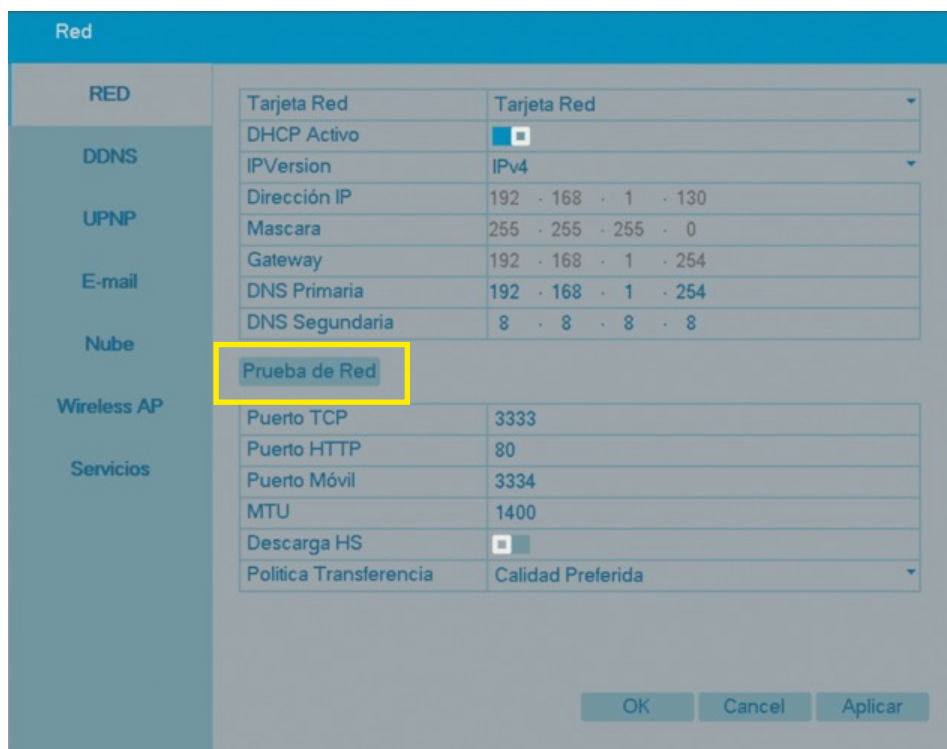 Red
RED
DDNS
UPNP
E-mail
Nube
Wireless AP
Servicios
Tarjeta Red Tarjeta Red
DHCP Activo
IPVersion IPv4
Dirección IP 192 . 168 . 1 . 130
Mascara 255 . 255 . 255 . 0
Gateway 192 . 168 . 1 . 254
DNS Primaria 192 . 168 . 1 . 254
DNS Segundaria 8 . 8 . 8 . 8
Prueba de Red
Puerto TCP 3333
Puerto HTTP 80
Puerto Móvil 3334
MTU 1400
Descarga HS
Politica Transferencia Calidad Preferida
OK Cancel Aplicar